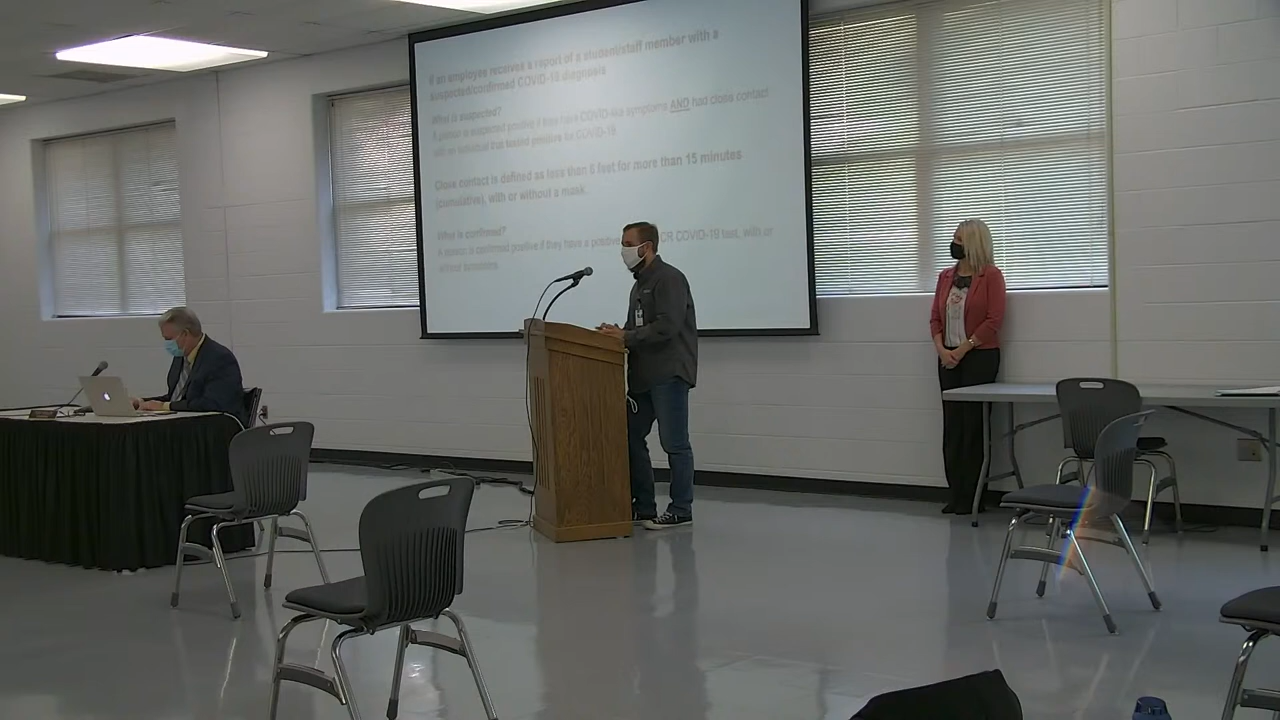 If an employee receives a report of a student/staff member with a
suspected/confirmed COVID-19 diagnosis
What is suspected?
A person is suspected positive if they have COVID-like symptoms AND had close contact
with an individual that tested positive for COVID-19
Close contact is defined as less than 6 feet for more than 15 minutes
(cumulative), with or without a mask.
Who is confirmed?
A person is confirmed positive if they have a positive CR COVID-19 test, with or
without symptoms